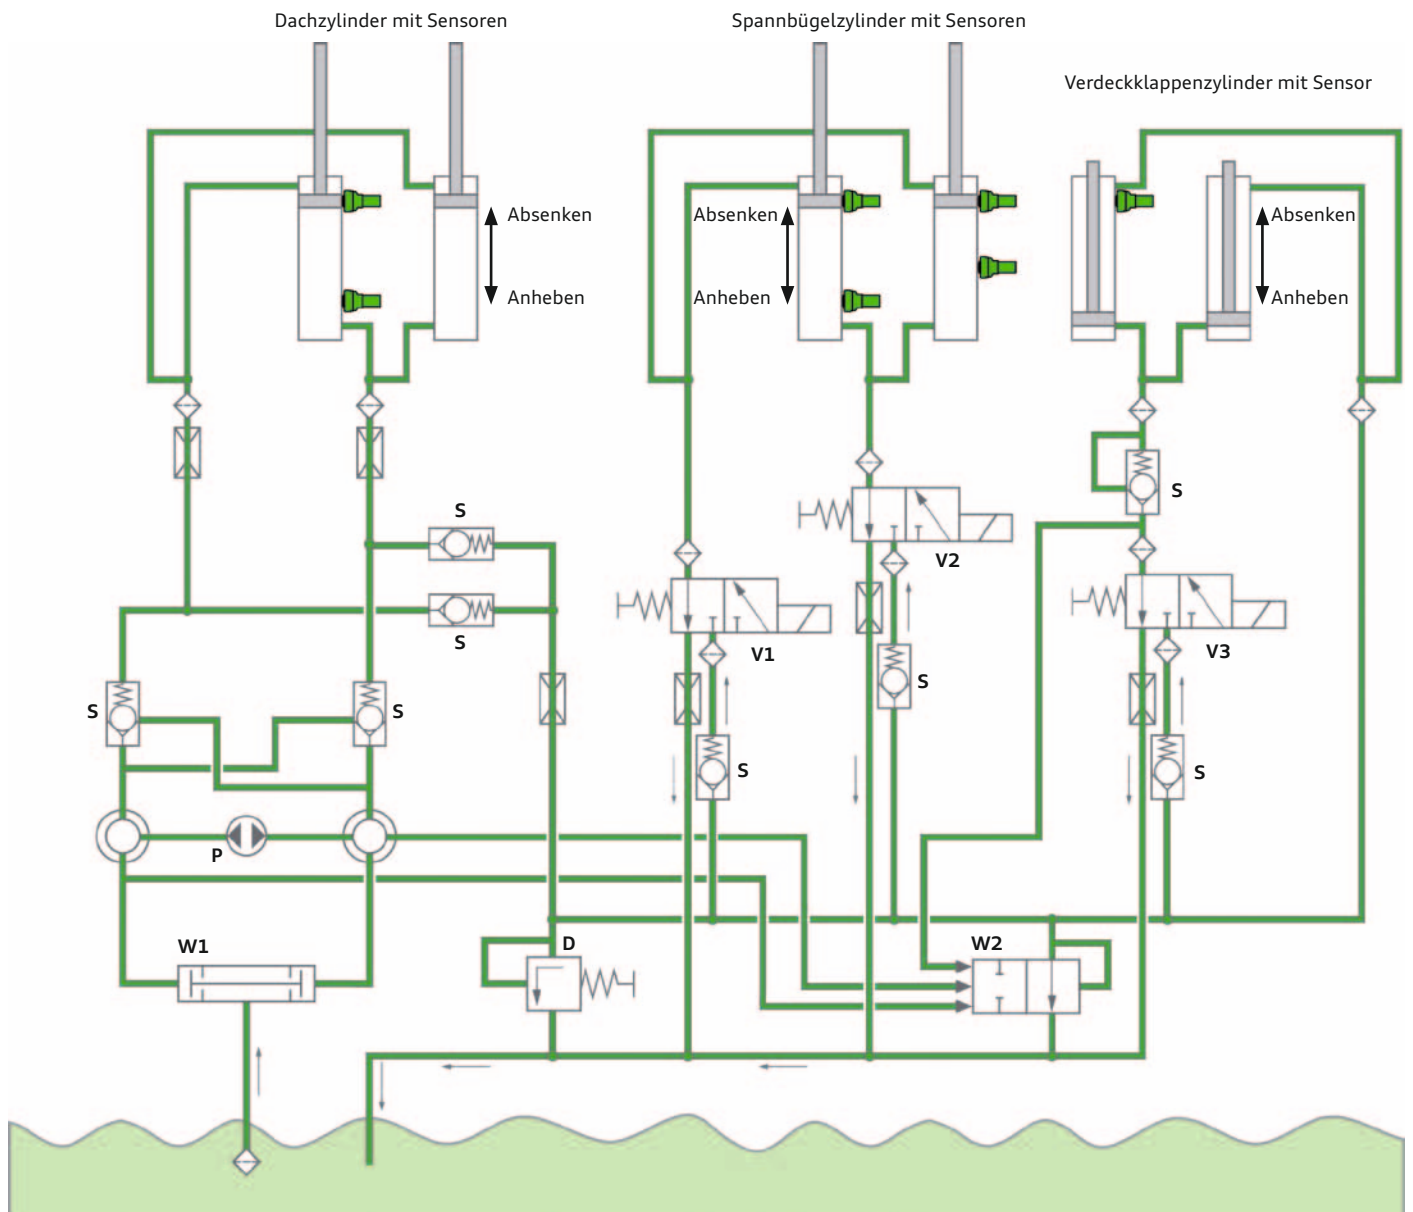 Dachzylinder mit Sensoren
Spannbügelzylinder mit Sensoren
Verdeckklappenzylinder mit Sensor
Absenken
Absenken
Absenken
Anheben
Anheben
Anheben
S
S
V2
S
V1
V3
S
S
S
S
S
S
P
W1
D
W2